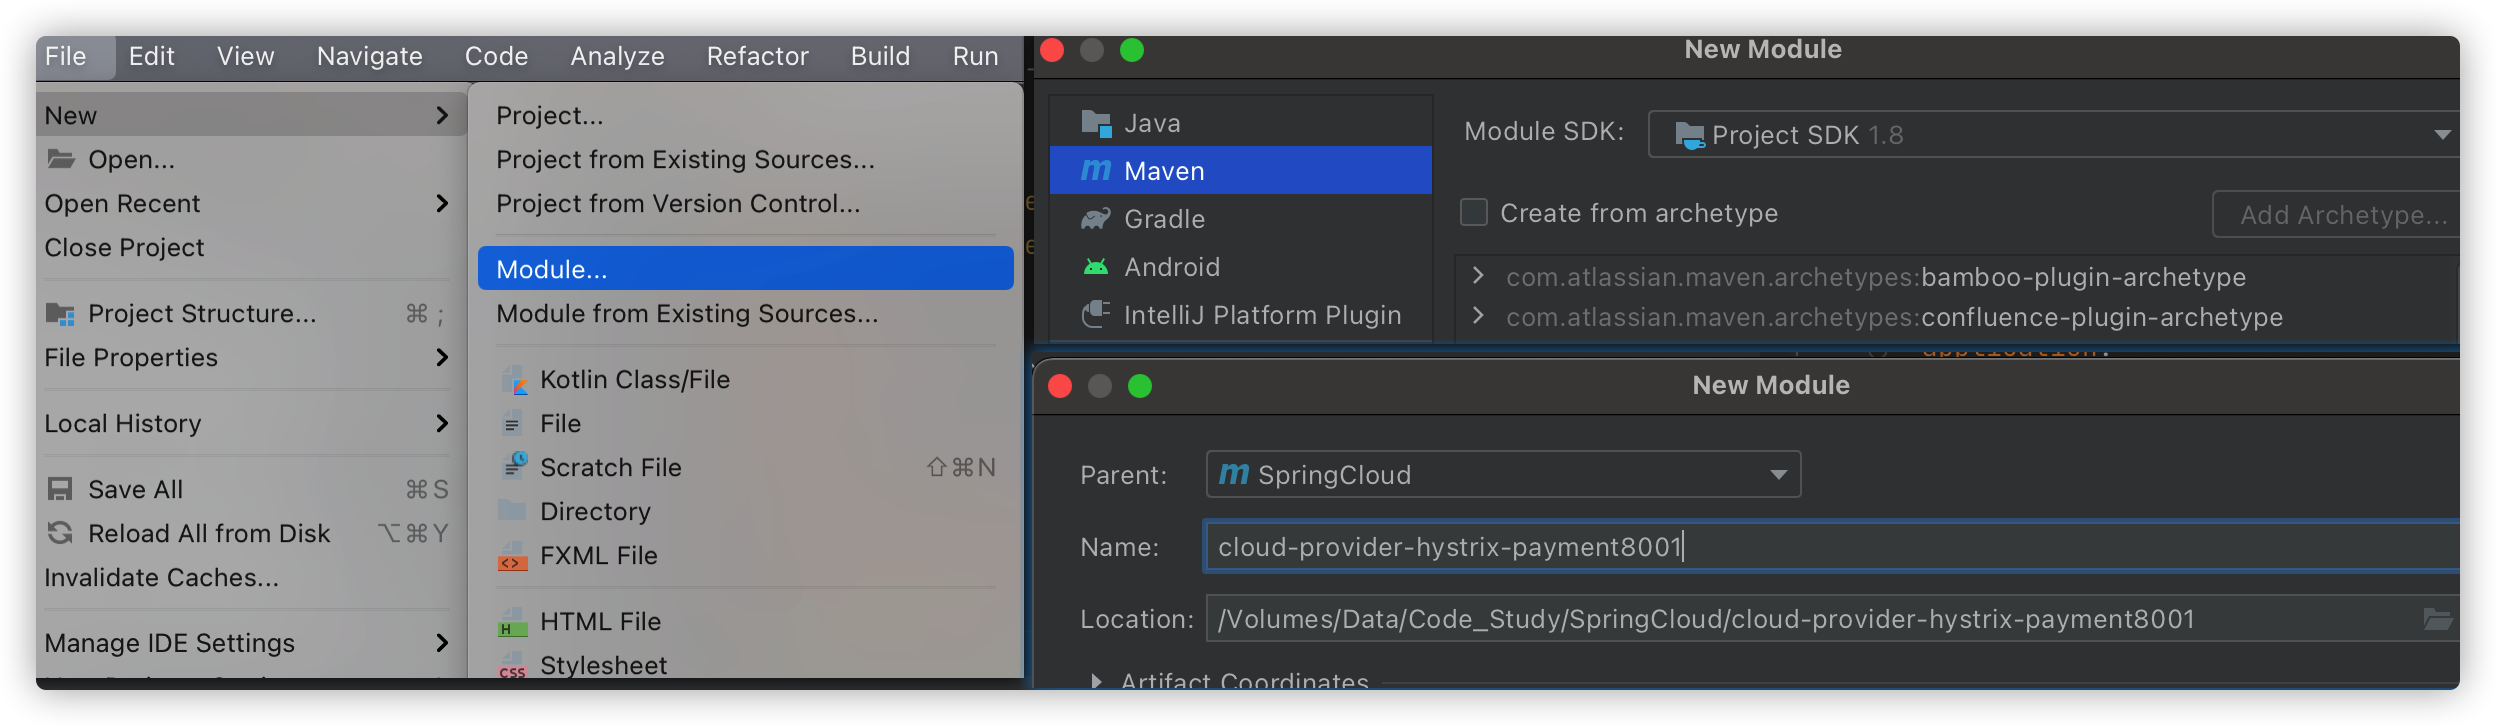 File Edit View Navigate Code Analyze Refactor Build Run
New
Open...
Open Recent
Close Project
Project Structure... ⌘ ;
File Properties
Local History
Save All ⌘S
Reload All from Disk ⌥⌘Y
Invalidate Caches...
Manage IDE Settings
Project...
Project from Existing Sources...
Project from Version Control...
Module...
Module from Existing Sources...
Kotlin Class/File
File
Scratch File ⇧⌘N
Directory
FXML File
HTML File
Stylesheet
New Module
Java
Maven
Gradle
Android
IntelliJ Platform Plugin
Module SDK: Project SDK 1.8
Create from archetype Add Archetype...
com.atlassian.maven.archetypes:bamboo-plugin-archetype
com.atlassian.maven.archetypes:confluence-plugin-archetype
application:
New Module
Parent: SpringCloud
Name: cloud-provider-hystrix-payment8001
Location: /Volumes/Data/Code_Study/SpringCloud/cloud-provider-hystrix-payment8001
Artifact Coordinates